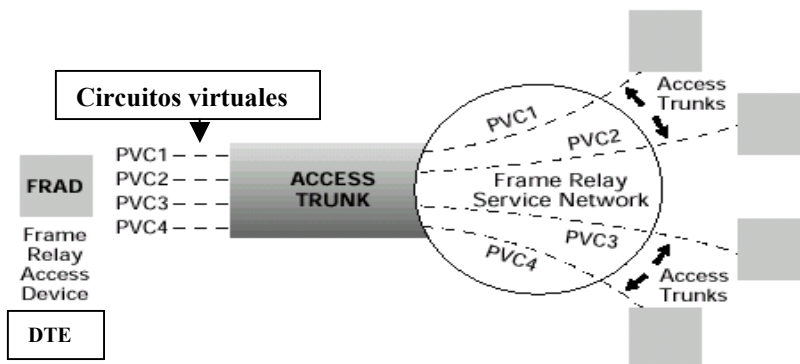 Circuitos virtuales
PVC1
PVC2
PVC3
PVC4
FRAD
Frame
Relay
Access
Device
DTE
ACCESS
TRUNK
PVC1
PVC2
Frame Relay
Service Network
PVC3
PVC4
Access
Trunks
Access
Trunks